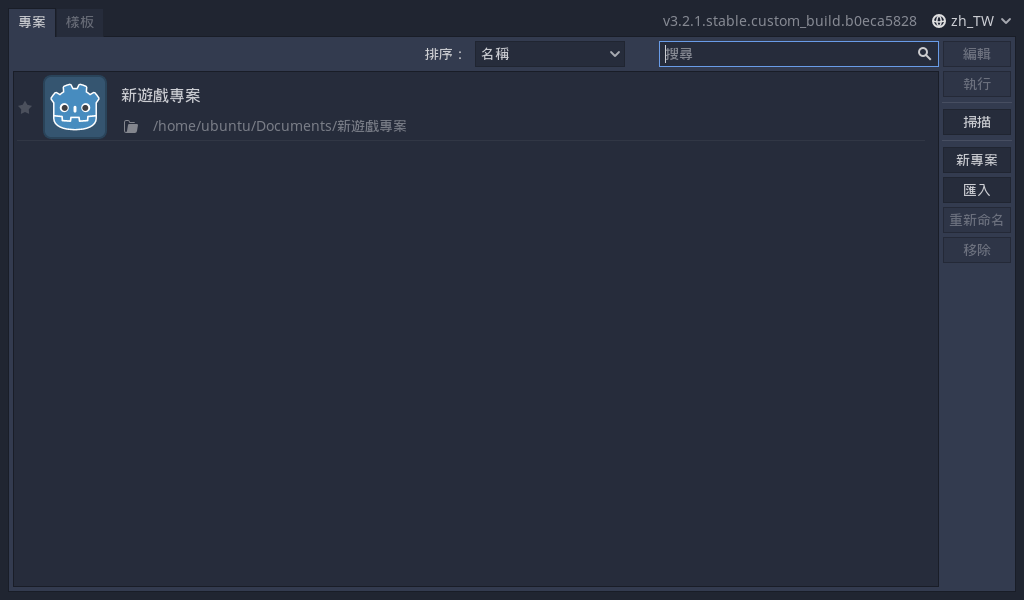 專案 樣板 v3.2.1.stable.custom_build.b0eca5828 zh_TW
排序： 名稱 搜尋 編輯
執行
新遊戲專案
/home/ubuntu/Documents/新遊戲專案
掃描
新專案
匯入
重新命名
移除